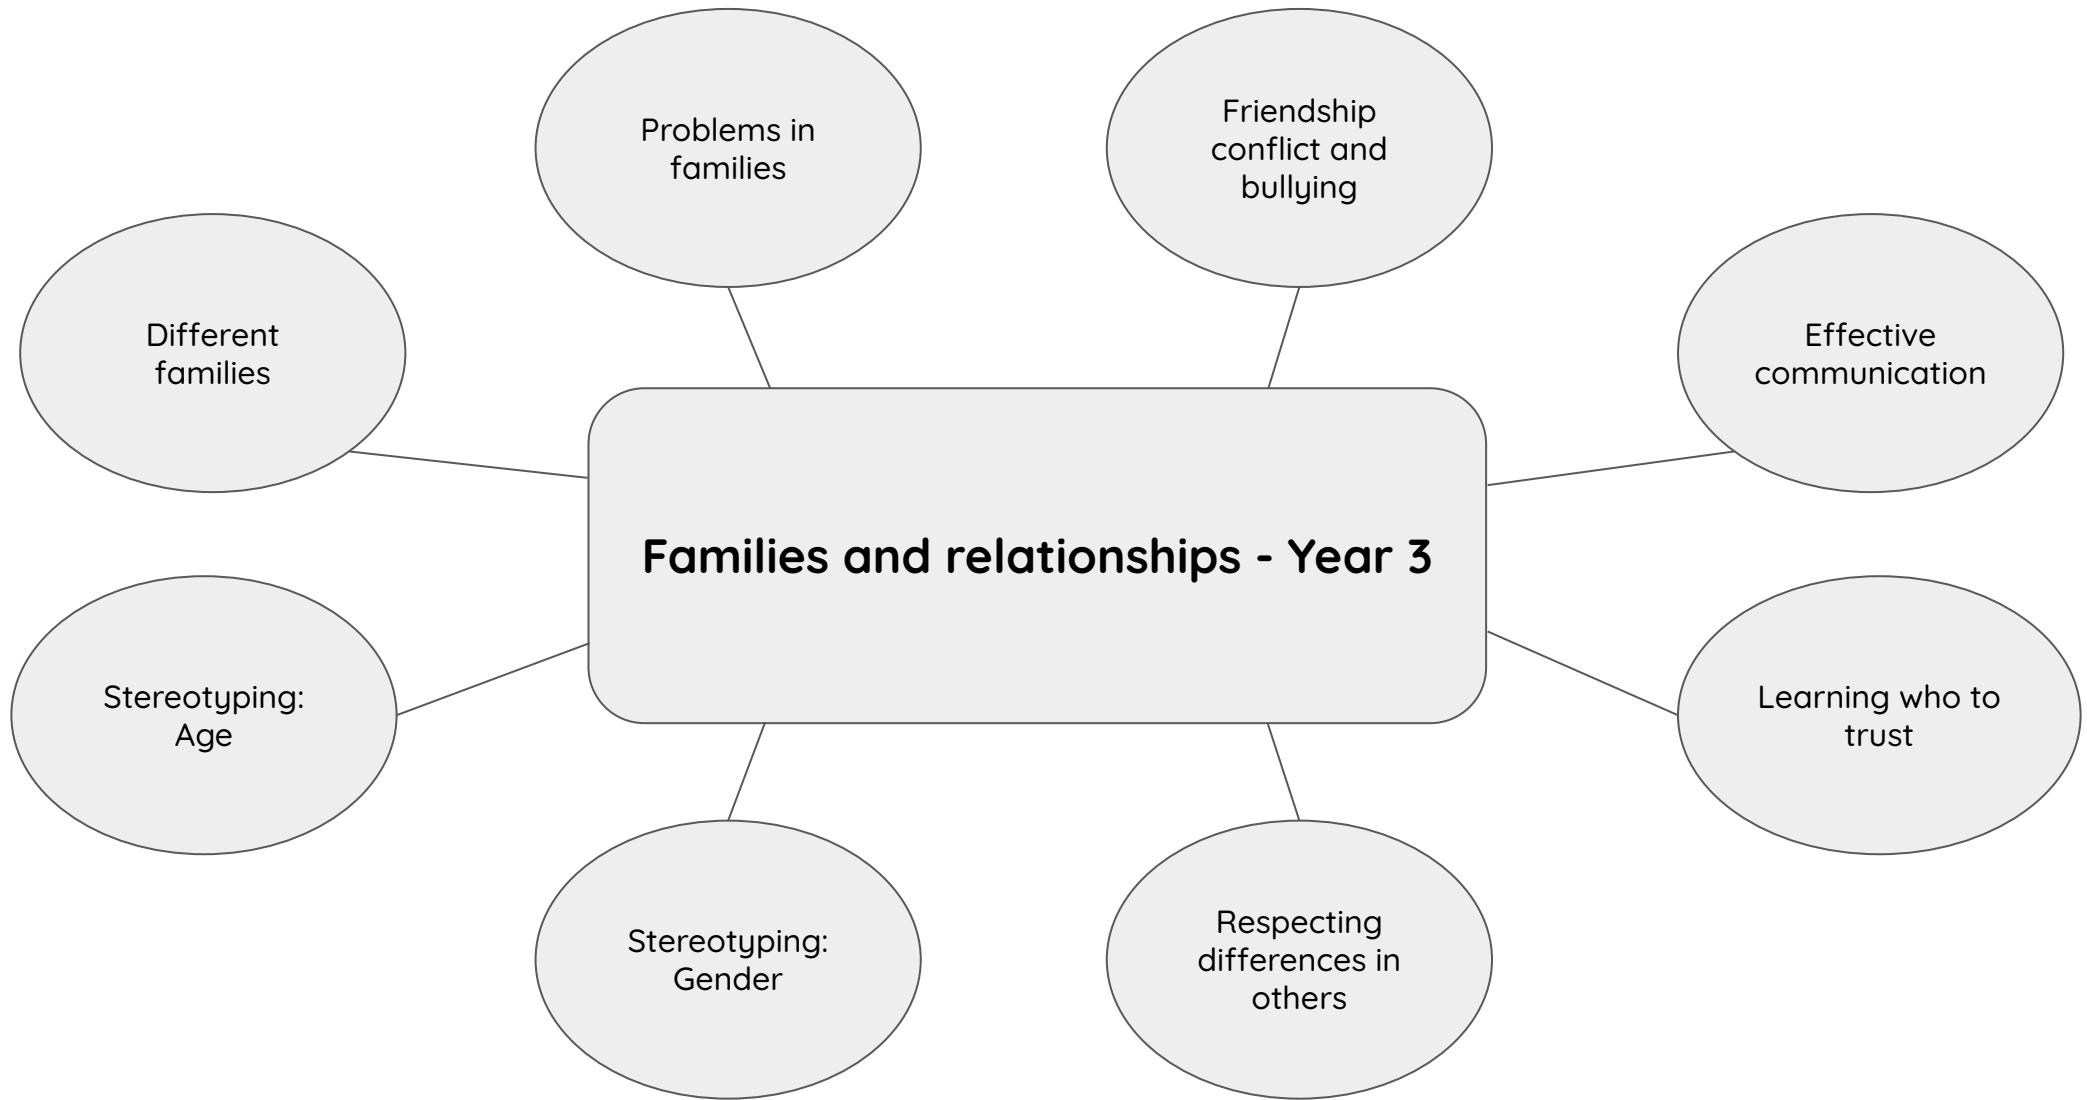 Problems in
families
Friendship
conflict and
bullying
Different
families
Effective
communication
Families and relationships - Year 3
Stereotyping:
Age
Learning who to
trust
Stereotyping:
Gender
Respecting
differences in
others